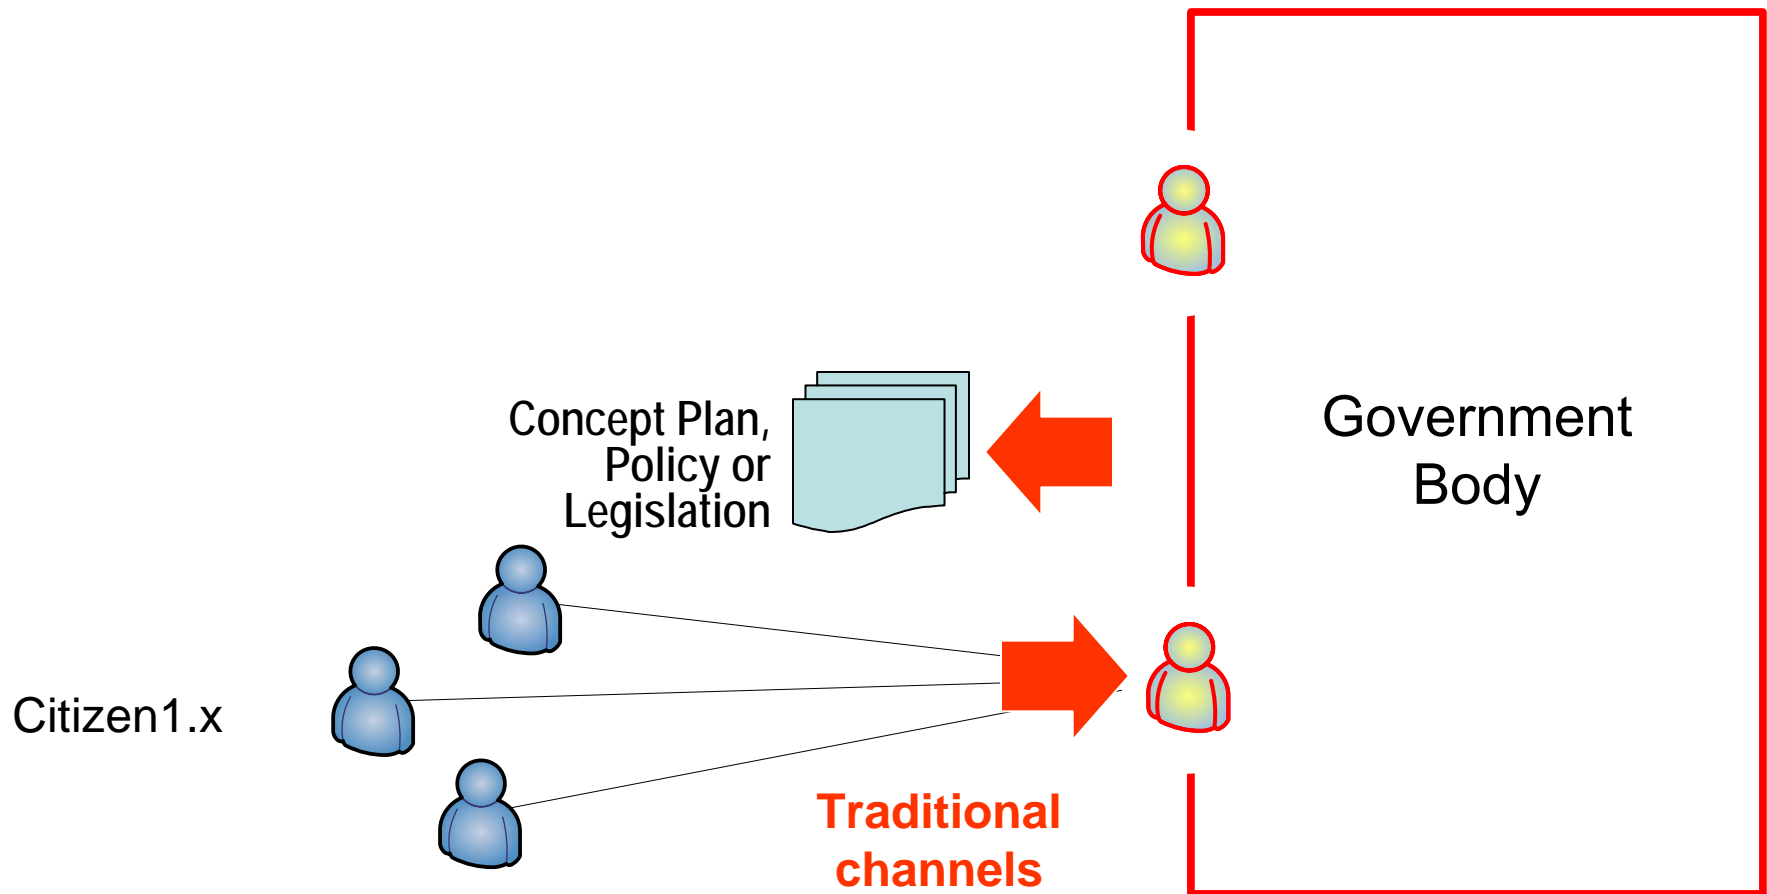 Concept Plan,
Policy or
Legislation
Government
Body
Citizen1.x
Traditional
channels